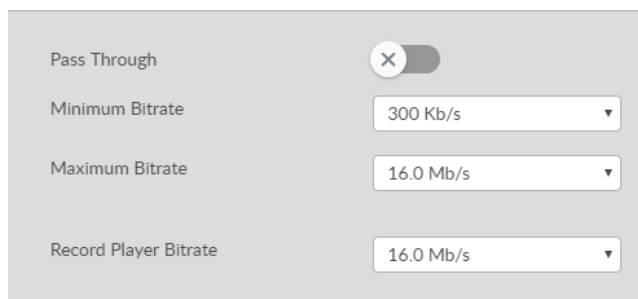 Pass Through
Minimum Bitrate 300 Kb/s
Maximum Bitrate 16.0 Mb/s
Record Player Bitrate 16.0 Mb/s